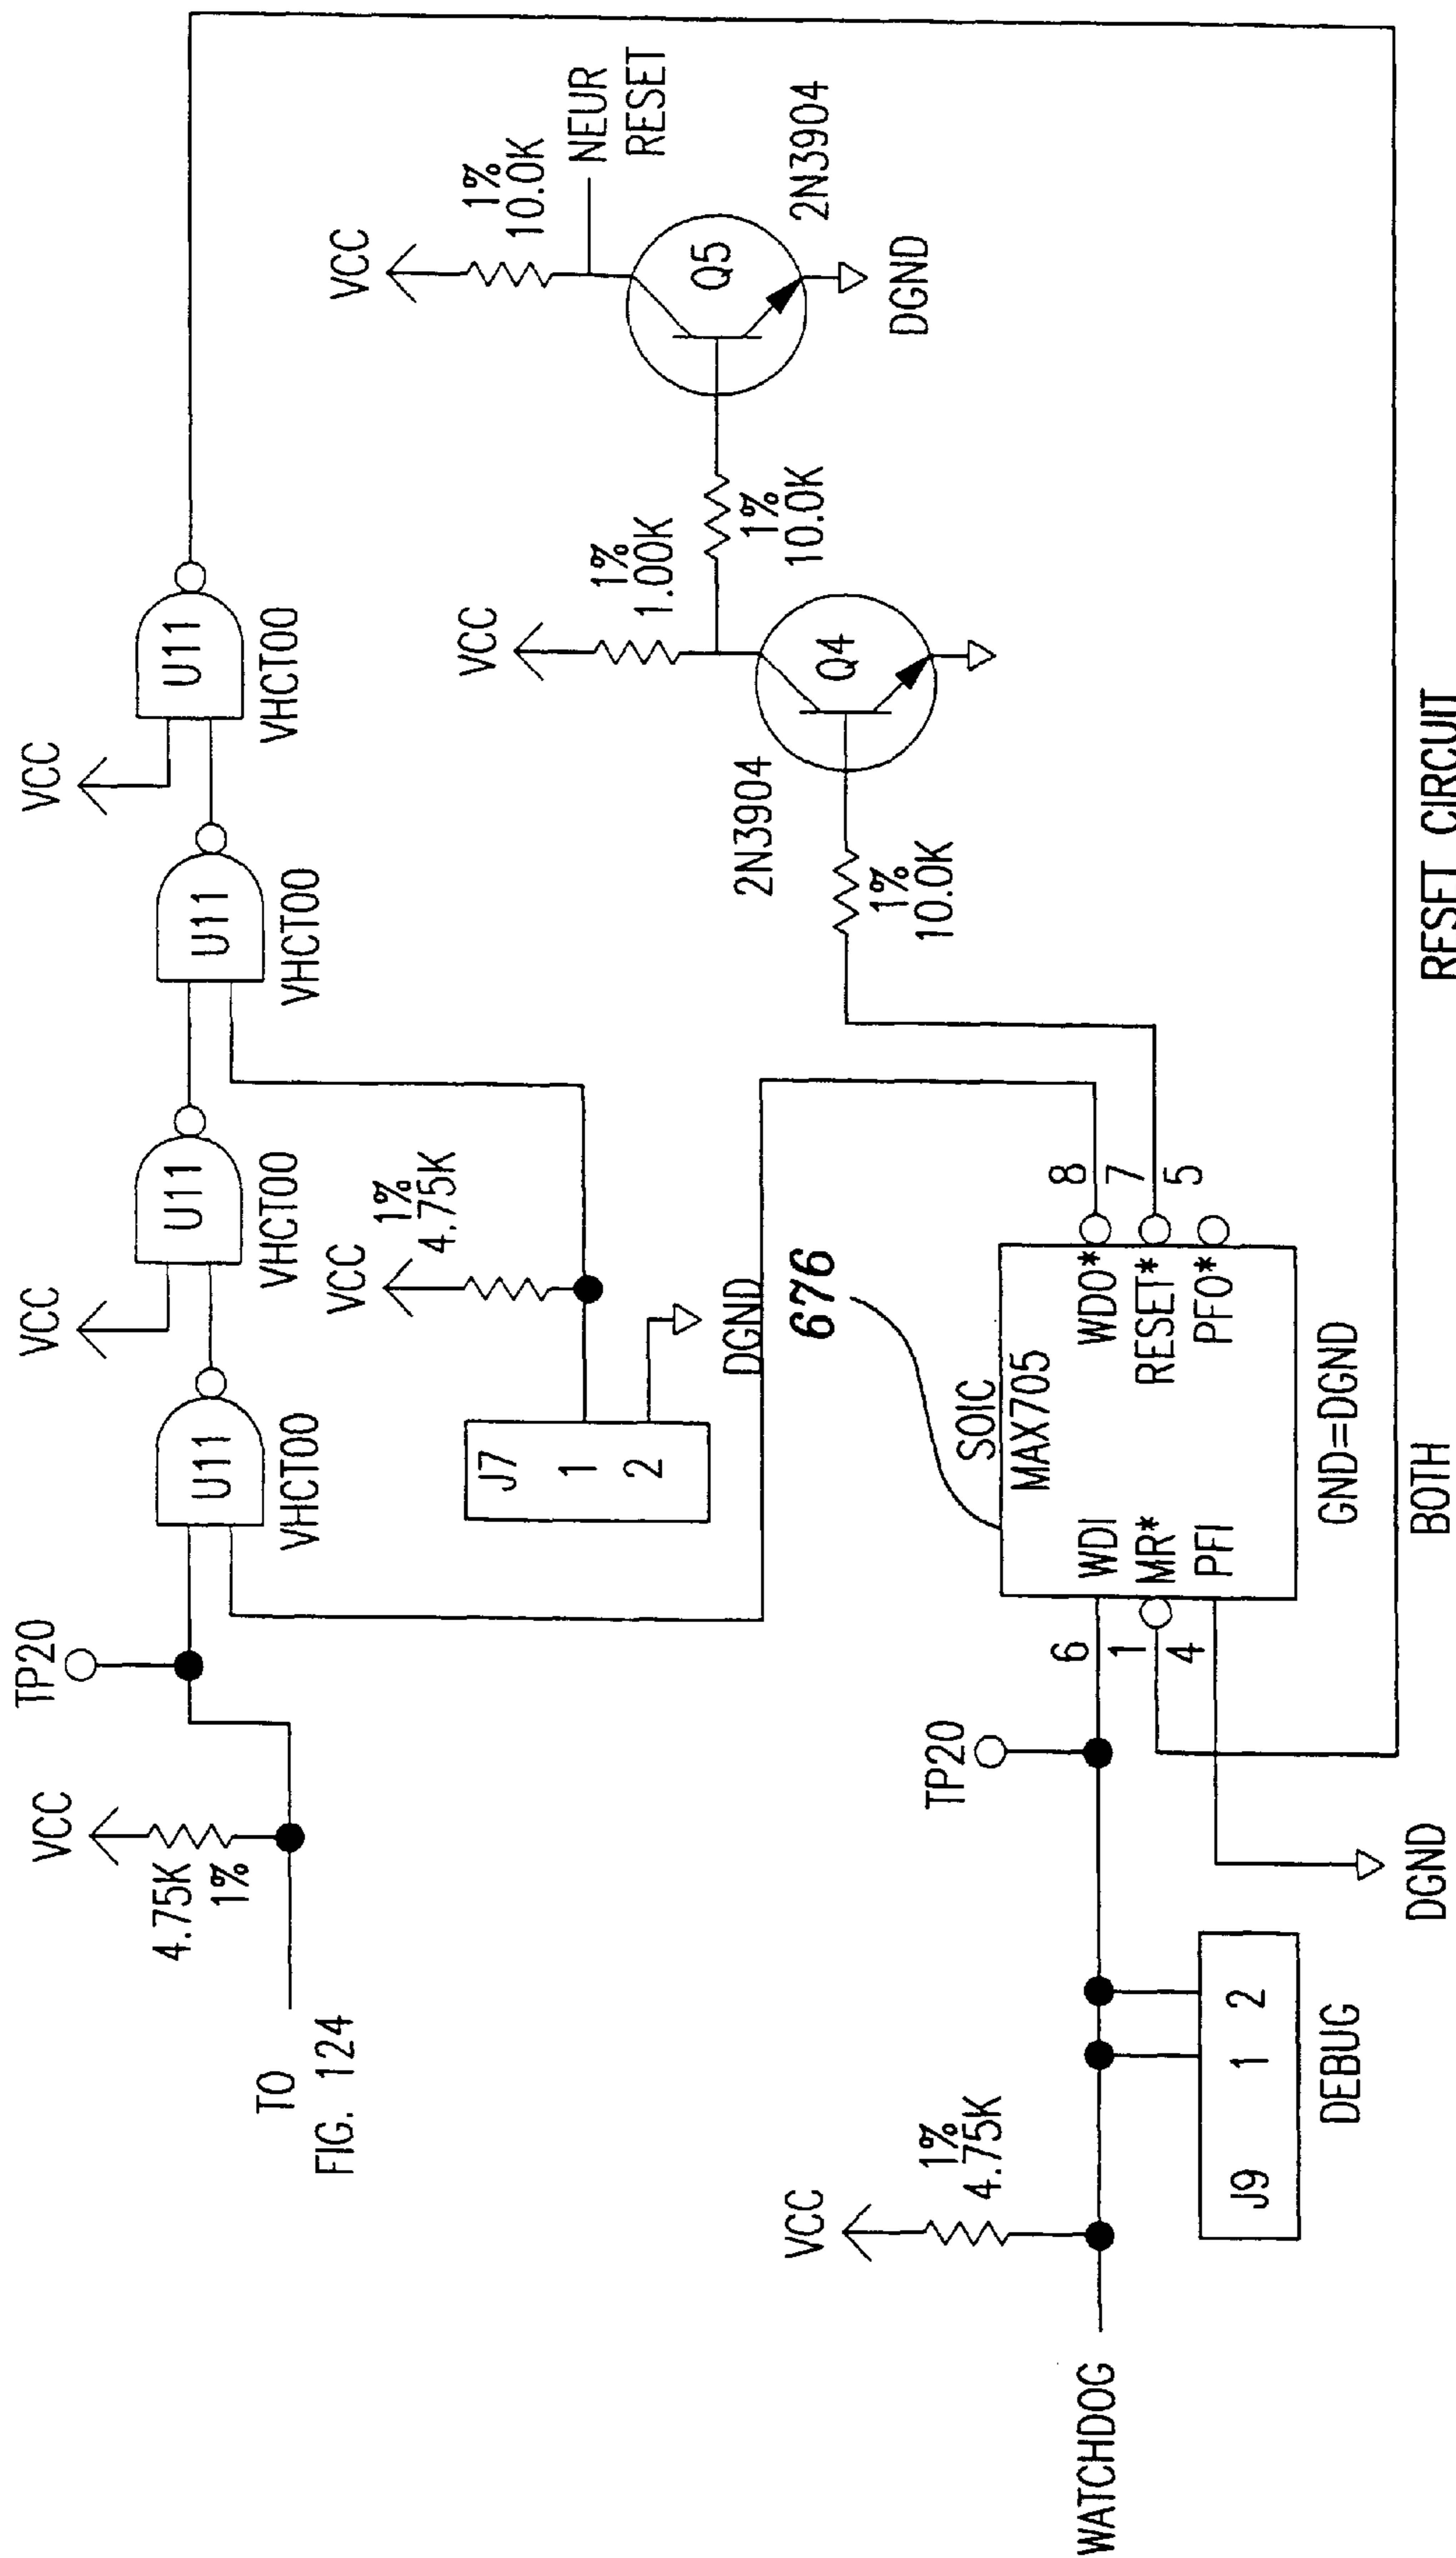 TP20
VCC
4.75K
1%
TO
FIG. 124
U11
VHCT00
VCC
U11
VHCT00
U11
VHCT00
VCC
U11
VHCT00
VCC
1%
4.75K
J7
1
2
DGND
VCC
1%
10.0K
NEUR
RESET
Q5
2N3904
DGND
VCC
1%
1.00K
1%
10.0K
Q4
2N3904
1%
10.0K
676
SOIC
MAX705
WDI
MR*
PFI
WDO*
RESET*
PFO*
6
1
4
8
7
5
GND=DGND
BOTH
TP20
DGND
VCC
1%
4.75K
WATCHDOG
J9
1
2
DEBUG
RESET CIRCUIT